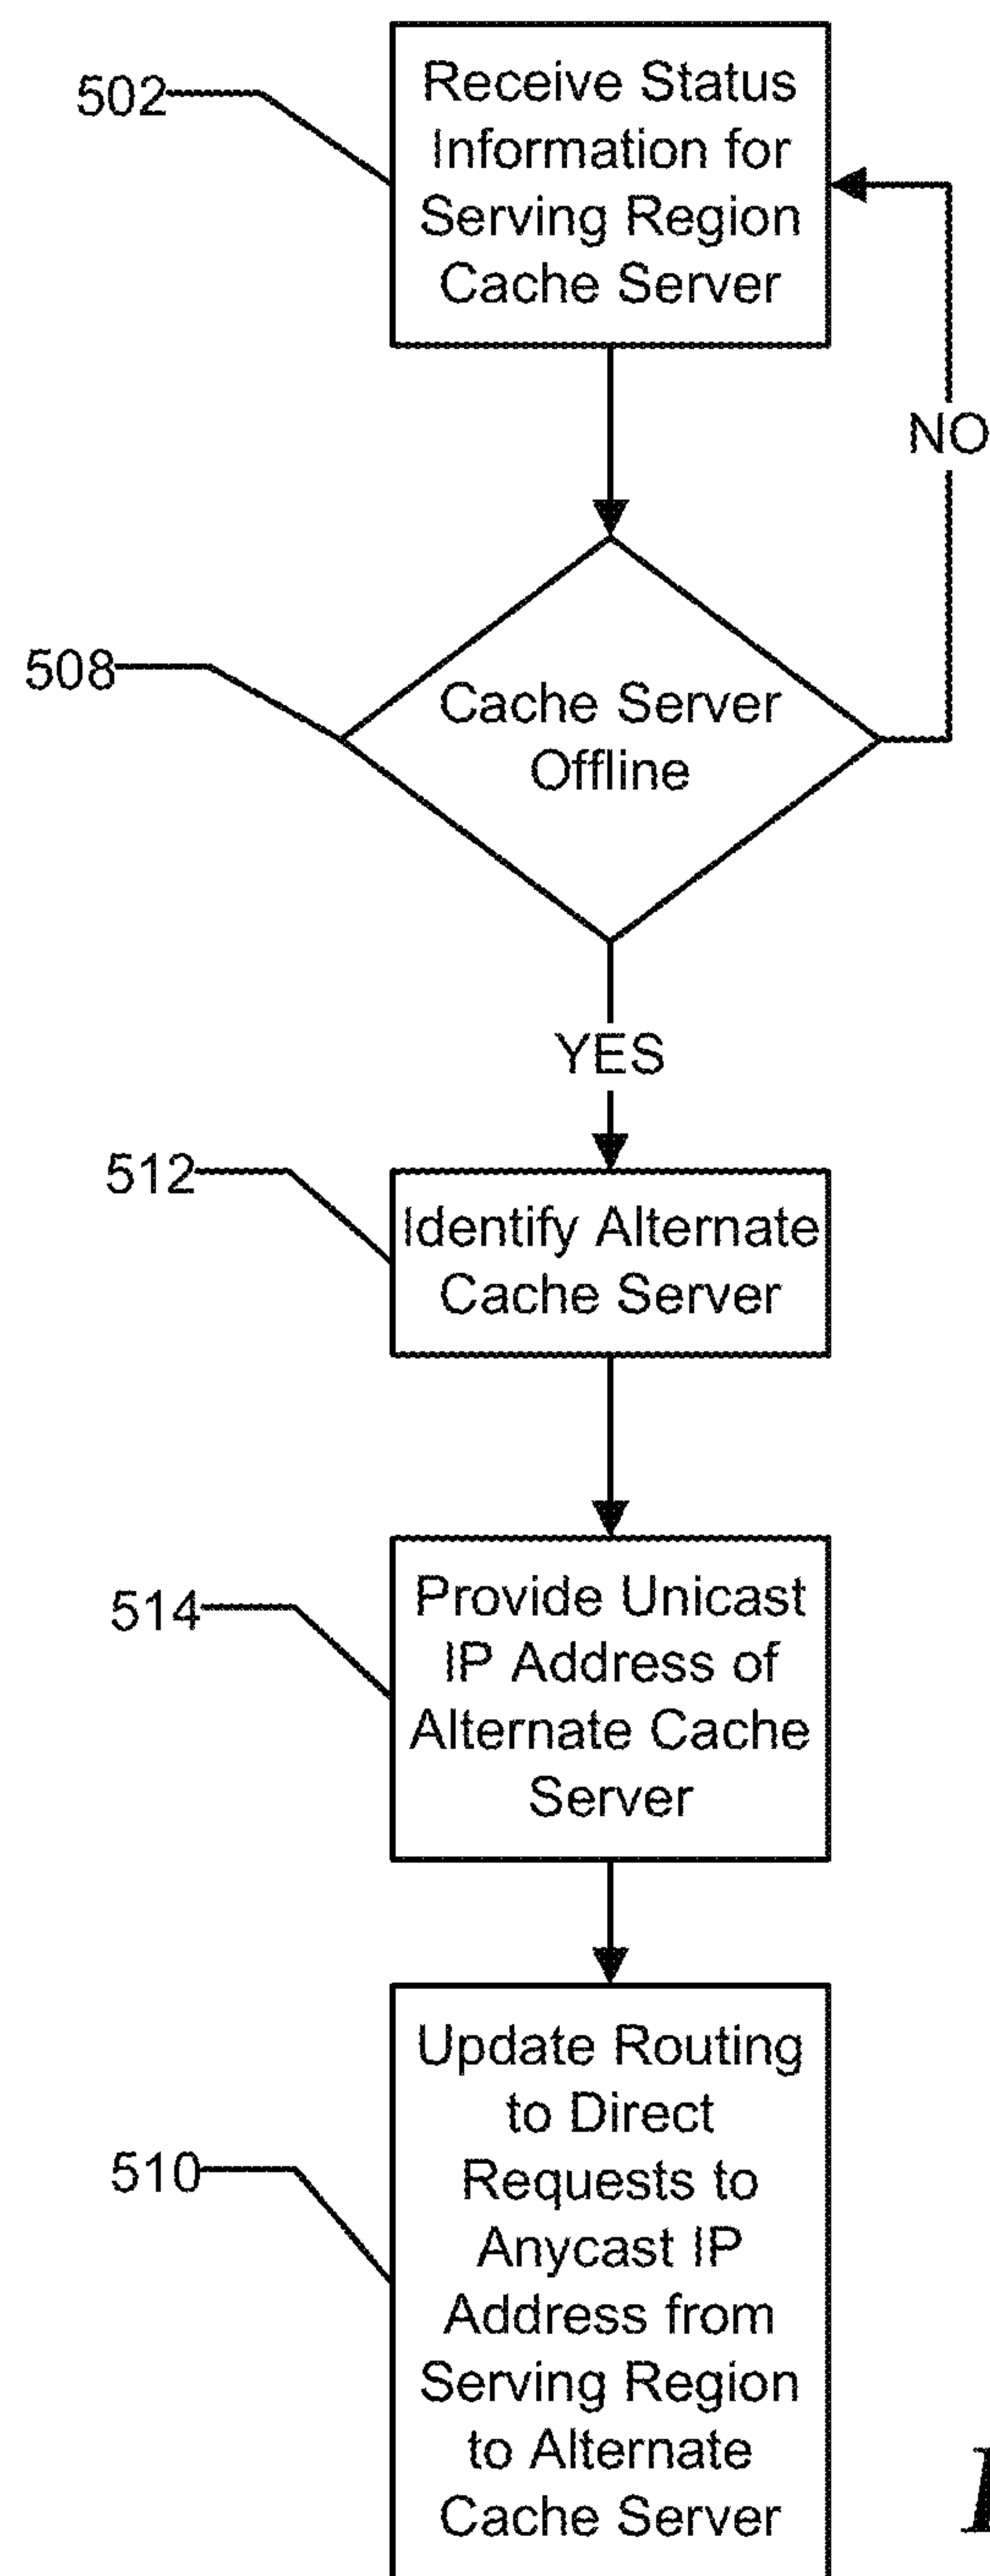 502
Receive Status
Information for
Serving Region
Cache Server
NO
508
Cache Server
Offline
YES
512
Identify Alternate
Cache Server
514
Provide Unicast
IP Address of
Alternate Cache
Server
510
Update Routing
to Direct
Requests to
Anycast IP
Address from
Serving Region
to Alternate
Cache Server